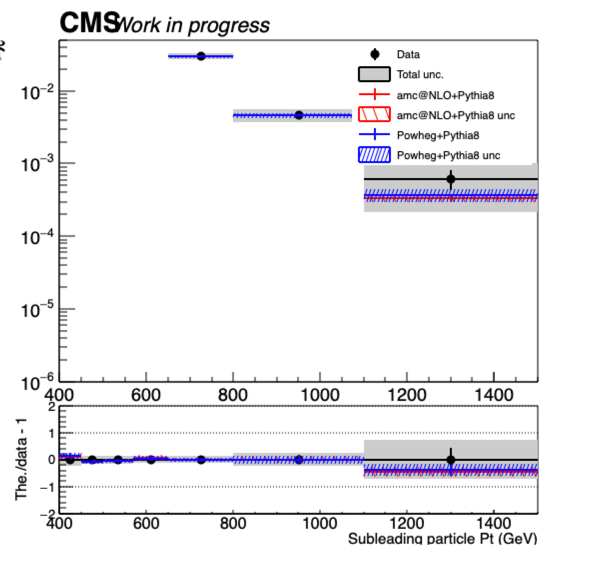 CMS Work in progress
Data
Total unc.
amc@NLO+Pythia8
amc@NLO+Pythia8 unc
Powheg+Pythia8
Powheg+Pythia8 unc
10−2
10−3
10−4
10−5
10−6
400 600 800 1000 1200 1400
The./data - 1
2
1
0
−1
−2
400 600 800 1000 1200 1400
Subleading particle Pt (GeV)